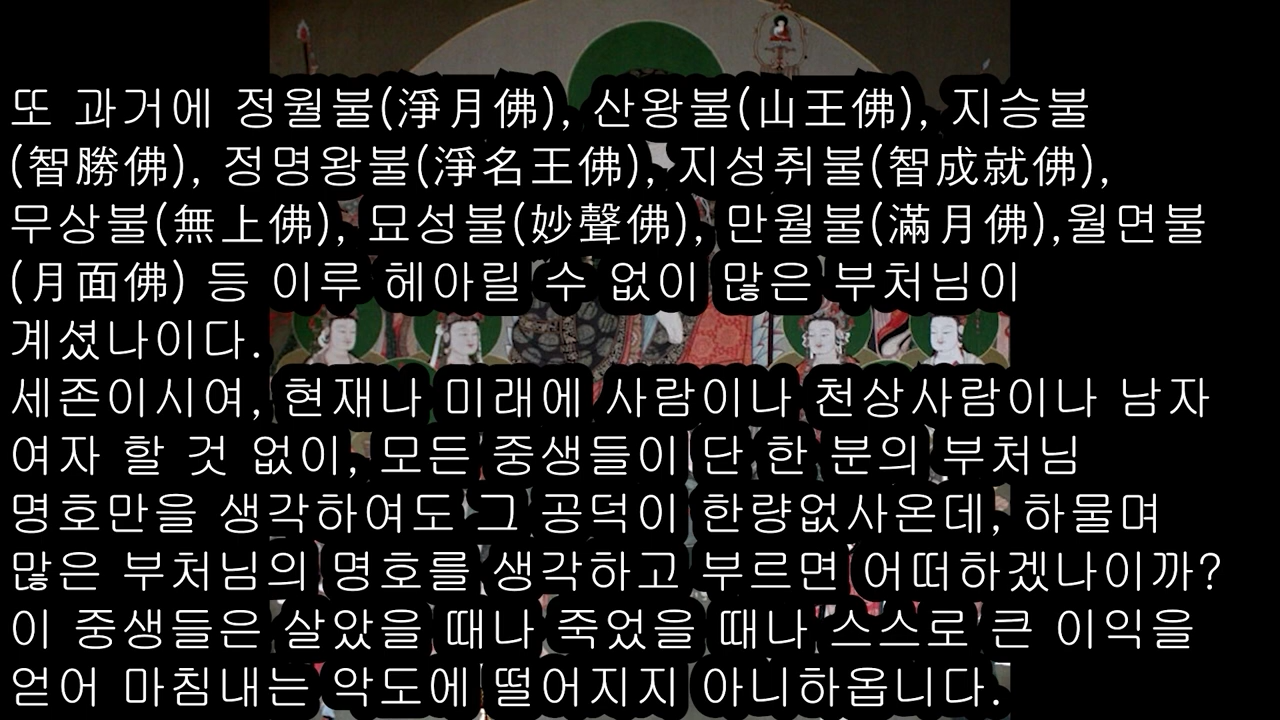 또 과거에 정월불(淨月佛), 산왕불(山王佛), 지승불
(智勝佛), 정명왕불(淨名王佛), 지성취불(智成就佛),
무상불(無上佛), 묘성불(妙聲佛), 만월불(滿月佛),월면불
(月面佛) 등 이루 헤아릴 수 없이 많은 부처님이
계셨나이다.
세존이시여, 현재나 미래에 사람이나 천상사람이나 남자
여자 할 것 없이, 모든 중생들이 단 한 분의 부처님
명호만을 생각하여도 그 공덕이 한량없사온데, 하물며
많은 부처님의 명호를 생각하고 부르면 어떠하겠나이까?
이 중생들은 살았을 때나 죽었을 때나 스스로 큰 이익을
얻어 마침내는 악도에 떨어지지 아니하옵니다.